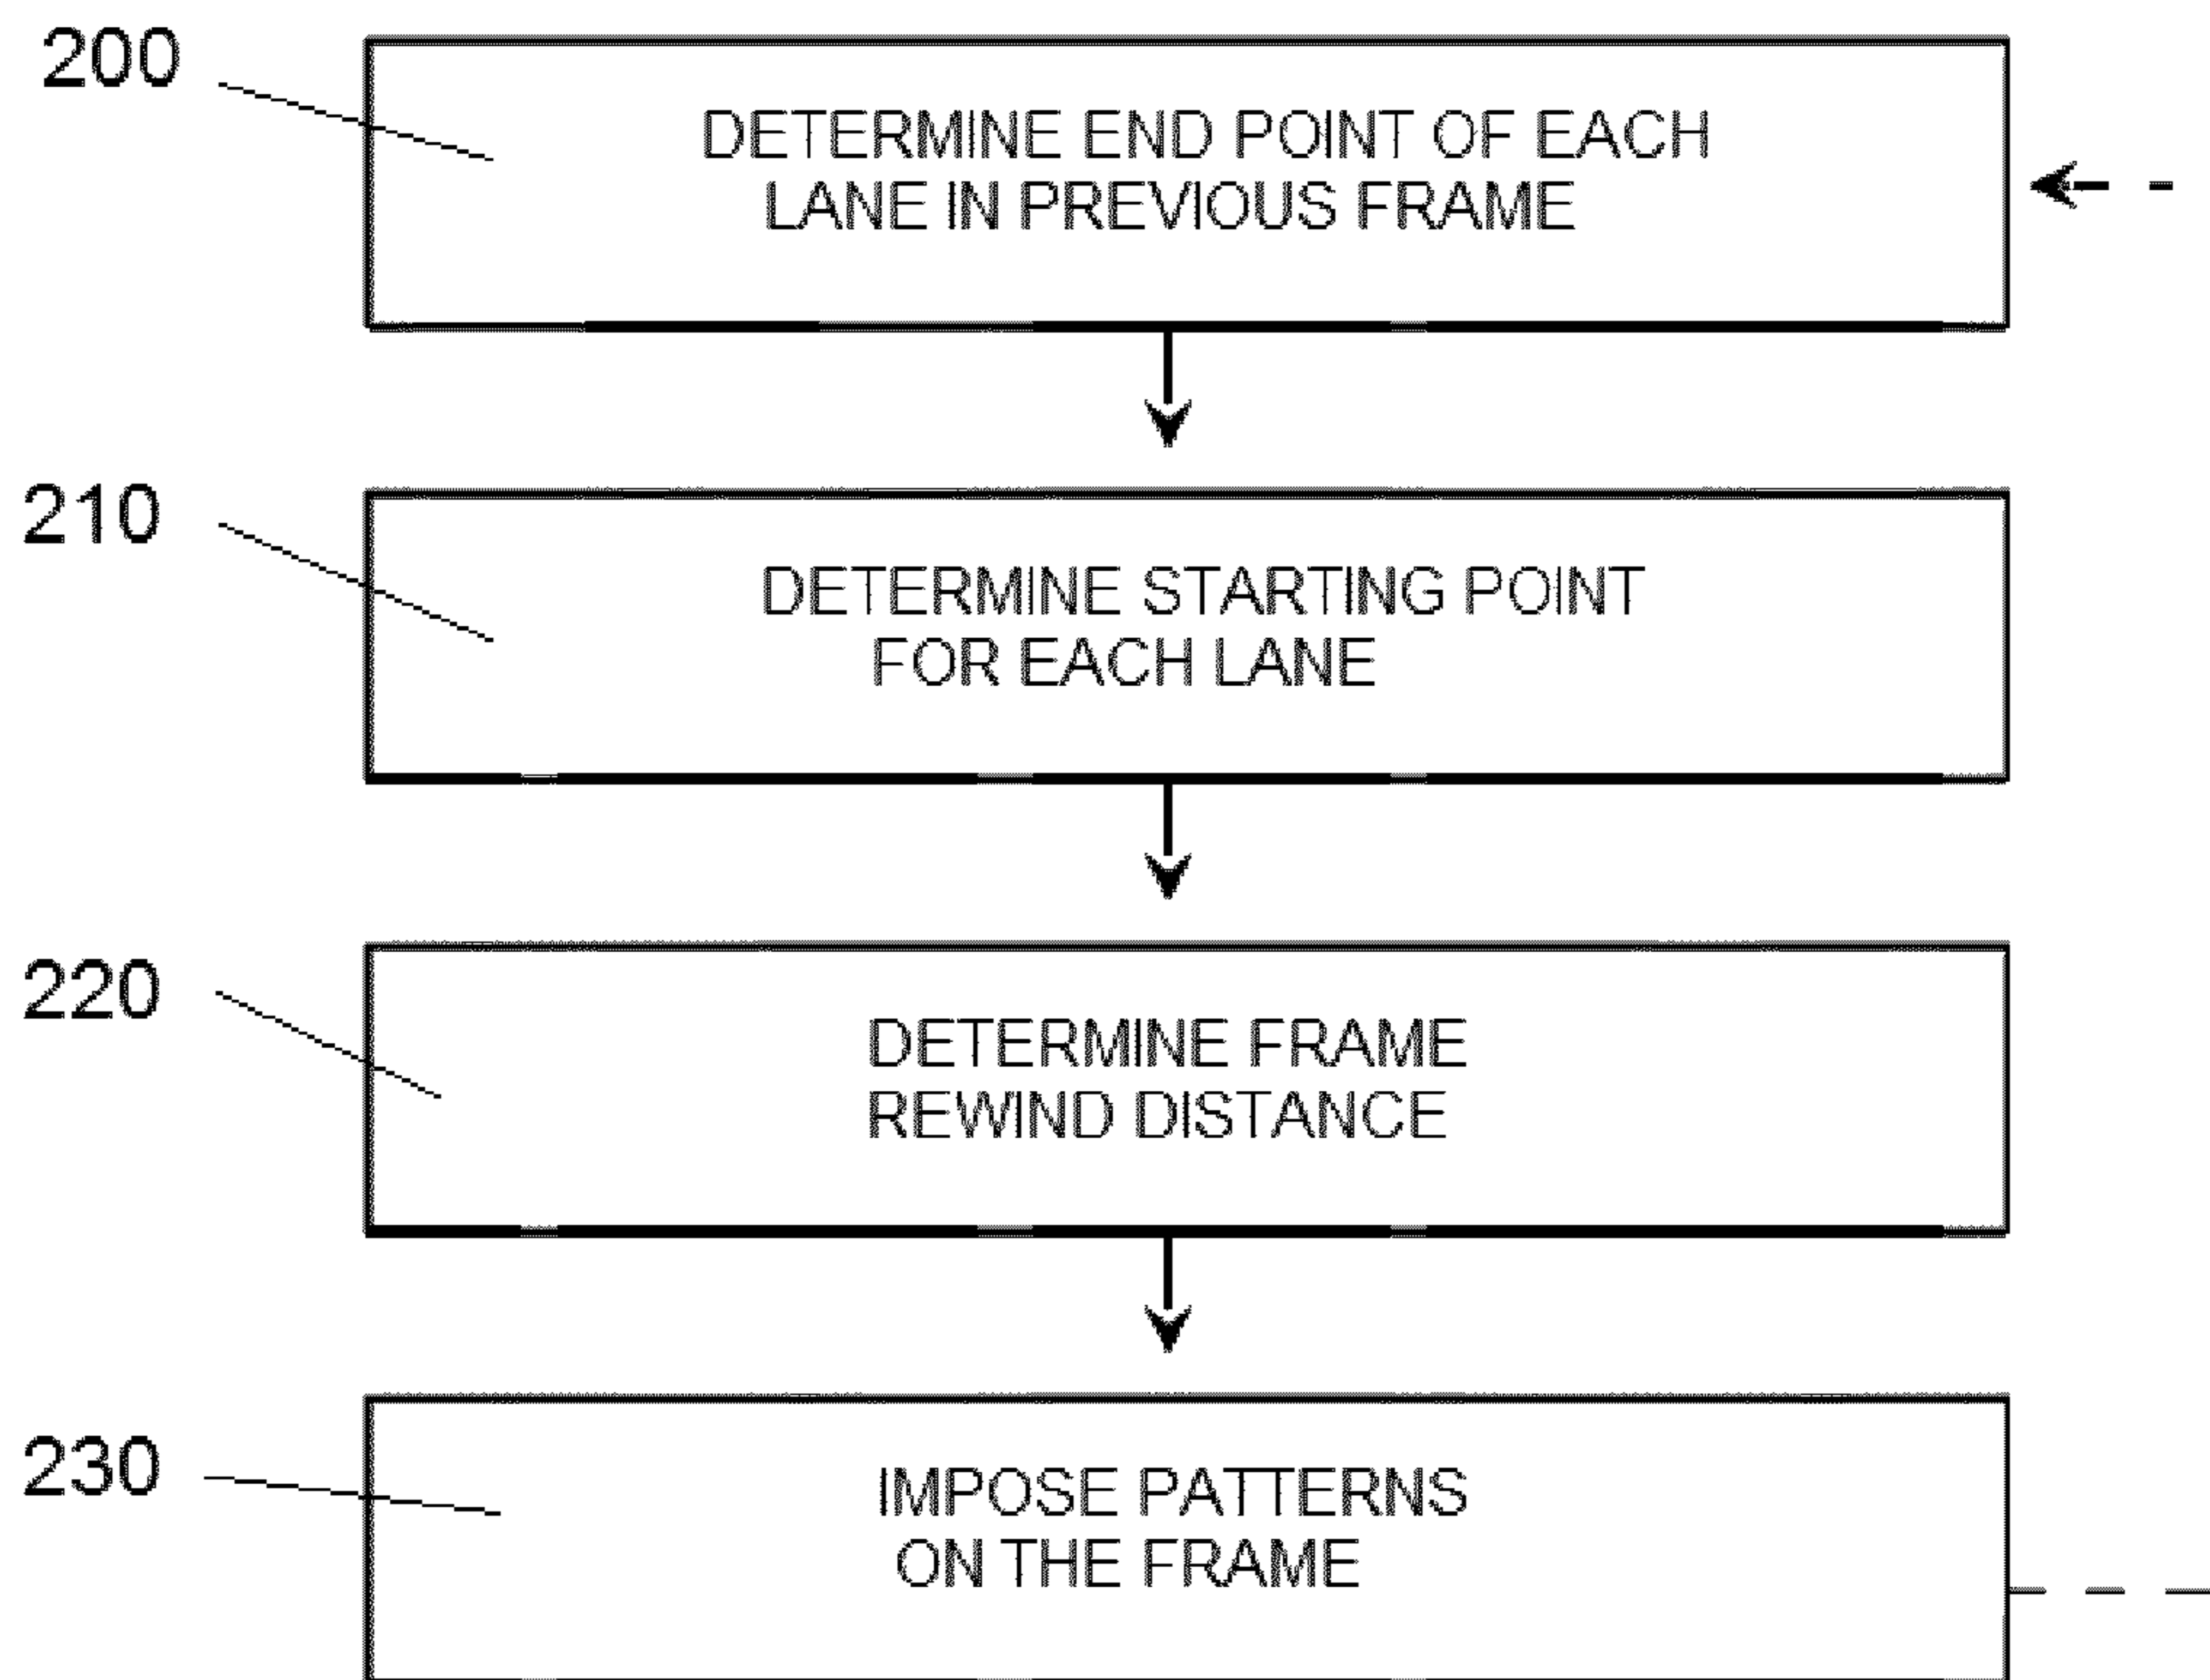 200
DETERMINE END POINT OF EACH
LANE IN PREVIOUS FRAME
210
DETERMINE STARTING POINT
FOR EACH LANE
220
DETERMINE FRAME
REWIND DISTANCE
230
IMPOSE PATTERNS
ON THE FRAME